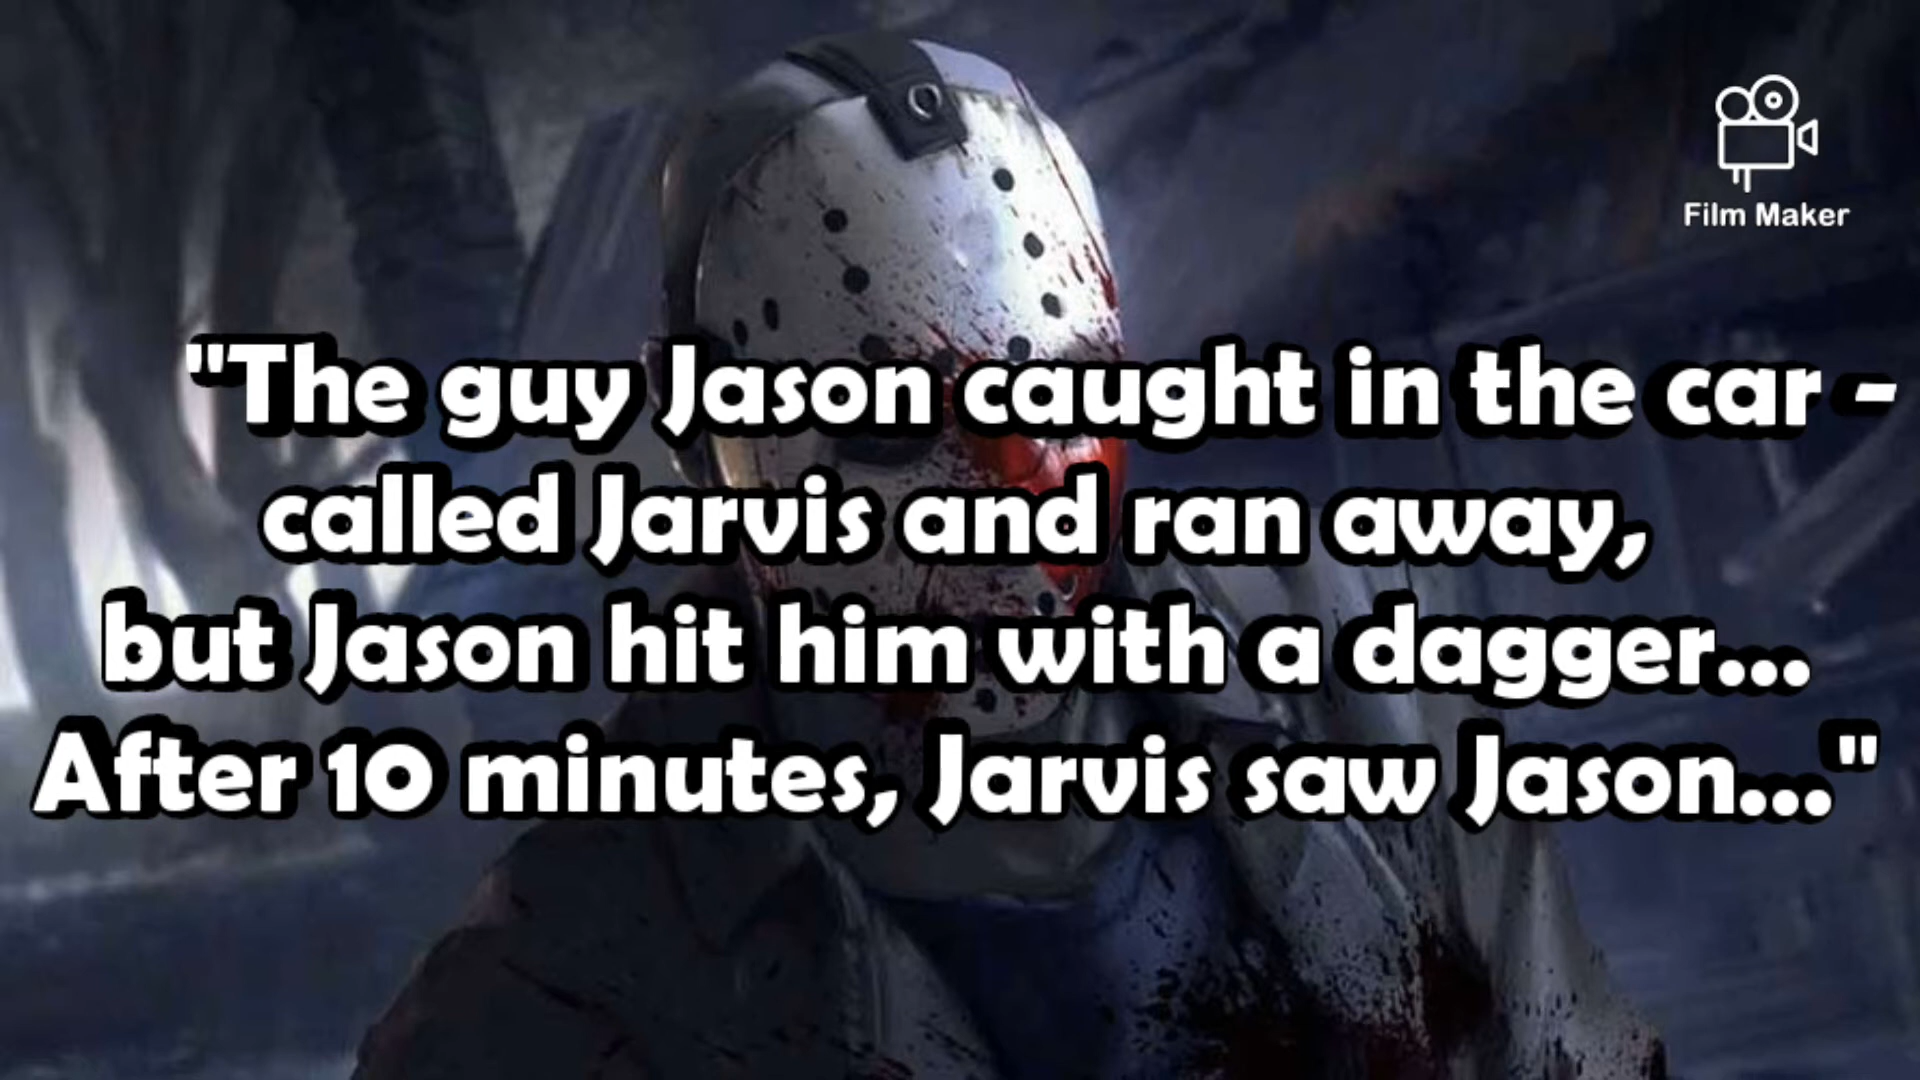 Film Maker
"The guy Jason caught in the car -
called Jarvis and ran away,
but Jason hit him with a dagger...
After 10 minutes, Jarvis saw Jason..."